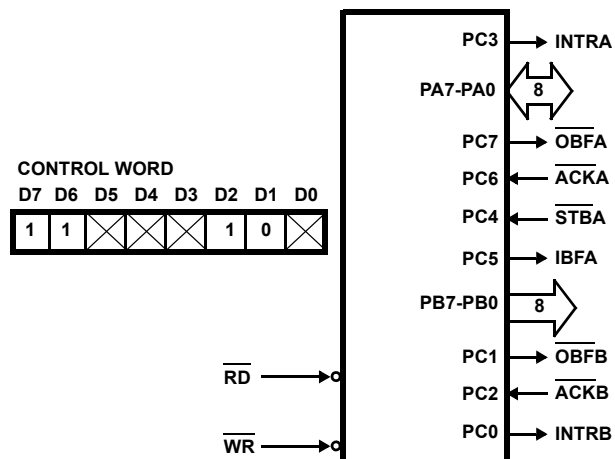 PC3 INTRA
PA7-PA0 8
PC7 OBFA
CONTROL WORD
PC6 ACKA
D7 D6 D5 D4 D3 D2 D1 D0
PC4 STBA
1 1 1 0
PC5 IBFA
PB7-PB0 8
PC1 OBFB
RD
PC2 ACKB
PC0 INTRB
WR